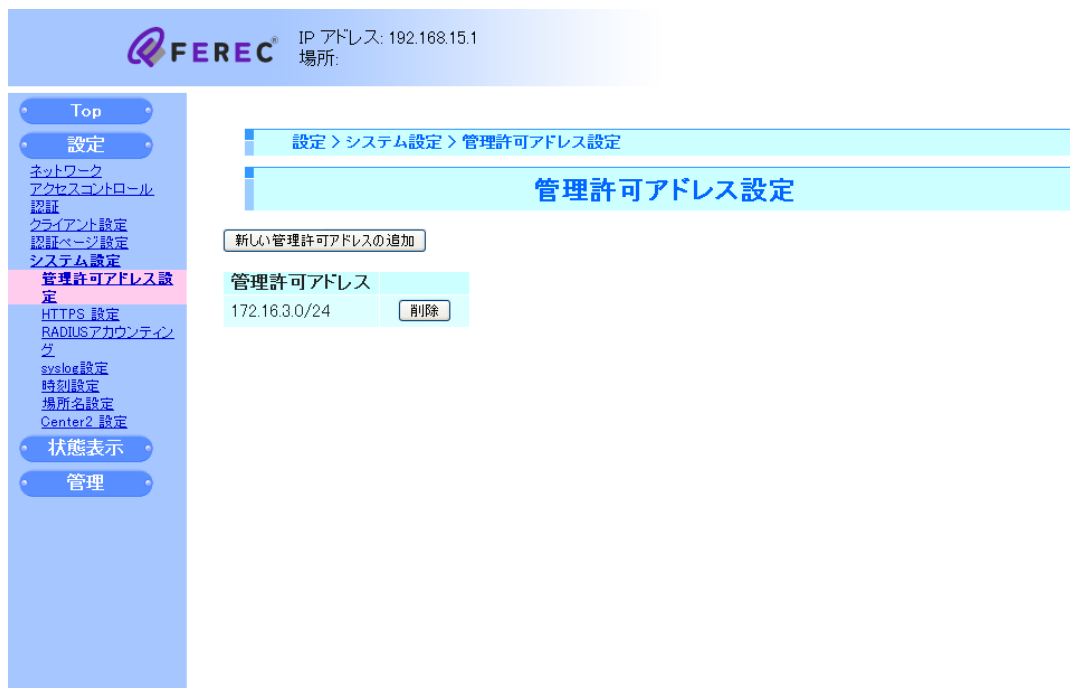 FEREC®
IP アドレス: 192.168.15.1
場所:
Top
設定
ネットワーク
アクセスコントロール
認証
クライアント設定
認証ページ設定
システム設定
管理許可アドレス設
定
HTTPS 設定
RADIUSアカウンティン
グ
syslog設定
時刻設定
場所名設定
Center2 設定
状態表示
管理
設定 > システム設定 > 管理許可アドレス設定
管理許可アドレス設定
新しい管理許可アドレスの追加
管理許可アドレス
172.16.3.0/24 削除